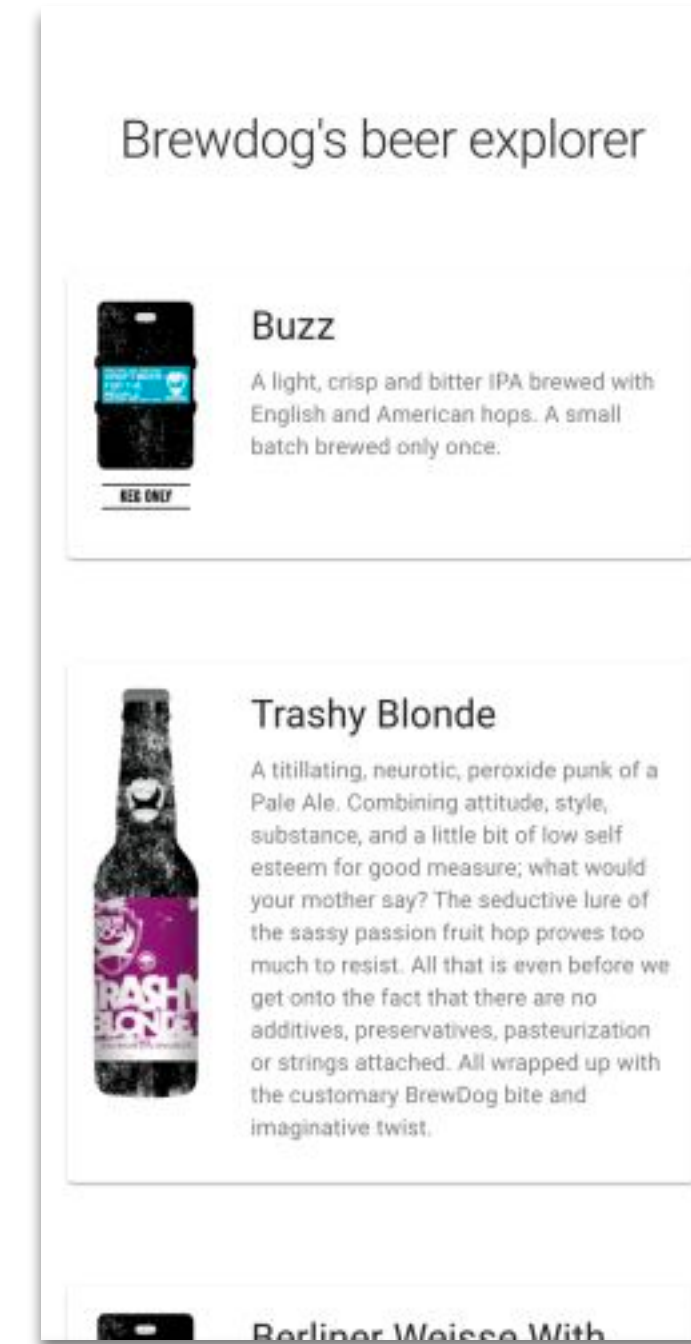 Brewdog's beer explorer
Buzz
A light, crisp and bitter IPA brewed with
English and American hops. A small
batch brewed only once.
KEG ONLY
Trashy Blonde
A titillating, neurotic, peroxide punk of a
Pale Ale. Combining attitude, style,
substance, and a little bit of low self
esteem for good measure; what would
your mother say? The seductive lure of
the sassy passion fruit hop proves too
much to resist. All that is even before we
get onto the fact that there are no
additives, preservatives, pasteurization
or strings attached. All wrapped up with
the customary BrewDog bite and
imaginative twist.
TRASHY
BLONDE
Berliner Weisse With